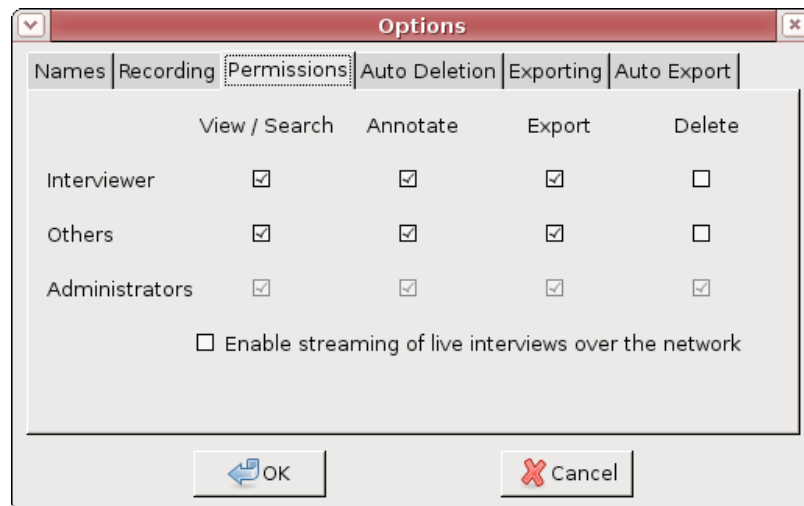 Options
Names Recording Permissions Auto Deletion Exporting Auto Export
View / Search Annotate Export Delete
Interviewer
Others
Administrators
Enable streaming of live interviews over the network
OK Cancel